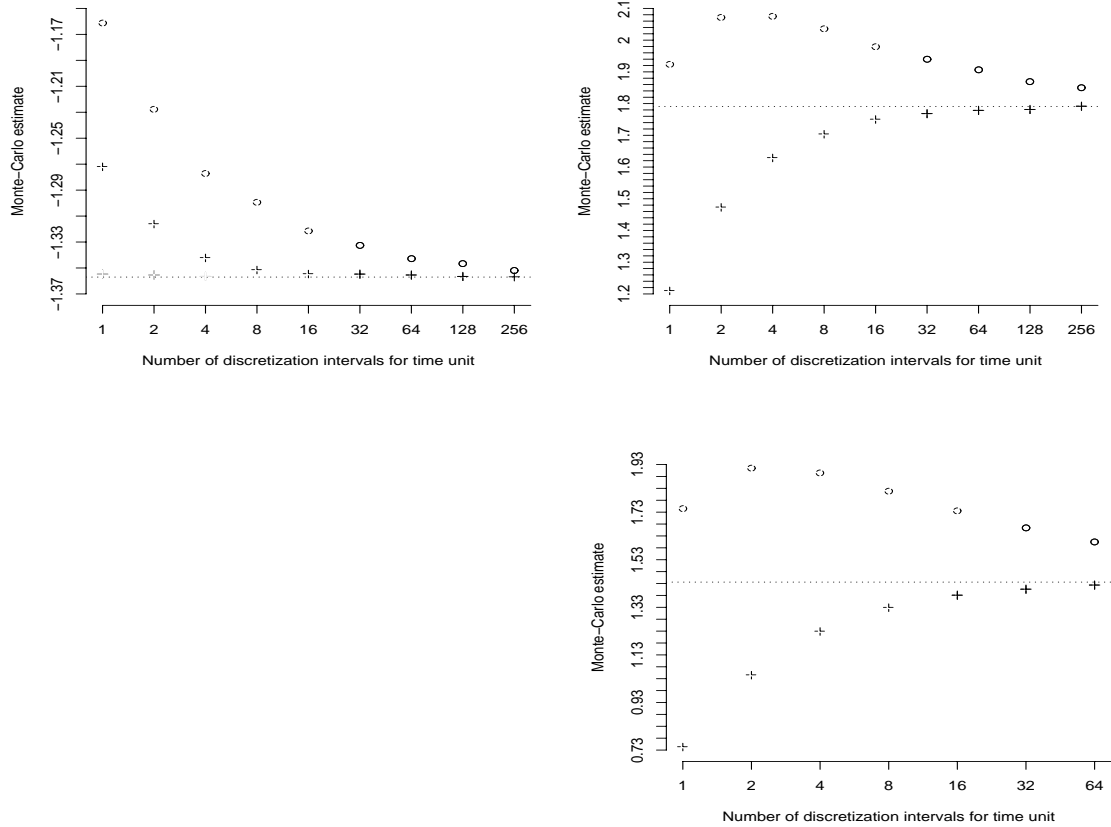 Monte−Carlo estimate
−1.17
−1.21
−1.25
−1.29
−1.33
−1.37
1 2 4 8 16 32 64 128 256
Number of discretization intervals for time unit
Monte−Carlo estimate
2.1
2
1.9
1.8
1.7
1.6
1.5
1.4
1.3
1.2
1 2 4 8 16 32 64 128 256
Number of discretization intervals for time unit
Monte−Carlo estimate
1.93
1.73
1.53
1.33
1.13
0.93
0.73
1 2 4 8 16 32 64
Number of discretization intervals for time unit